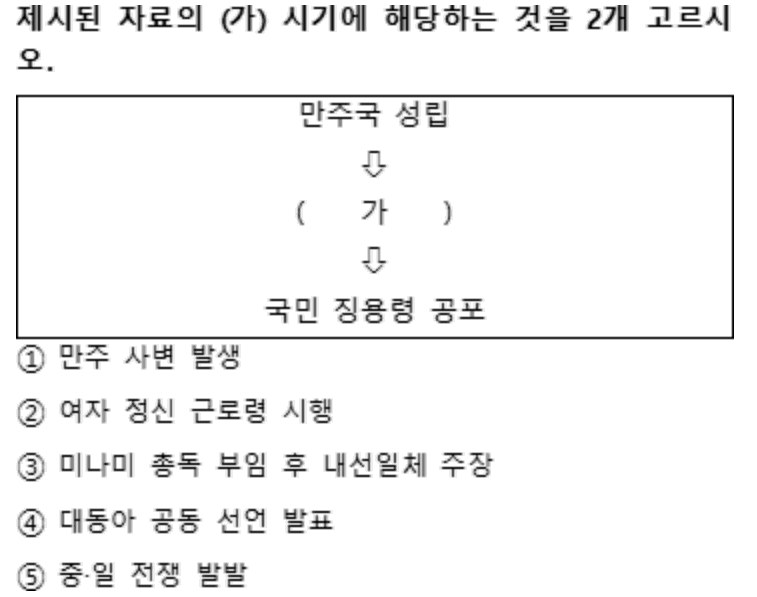 제시된 자료의 (가) 시기에 해당하는 것을 2개 고르시
오.
만주국 성립
⇩
( 가 )
⇩
국민 징용령 공포
① 만주 사변 발생
② 여자 정신 근로령 시행
③ 미나미 총독 부임 후 내선일체 주장
④ 대동아 공동 선언 발표
⑤ 중·일 전쟁 발발